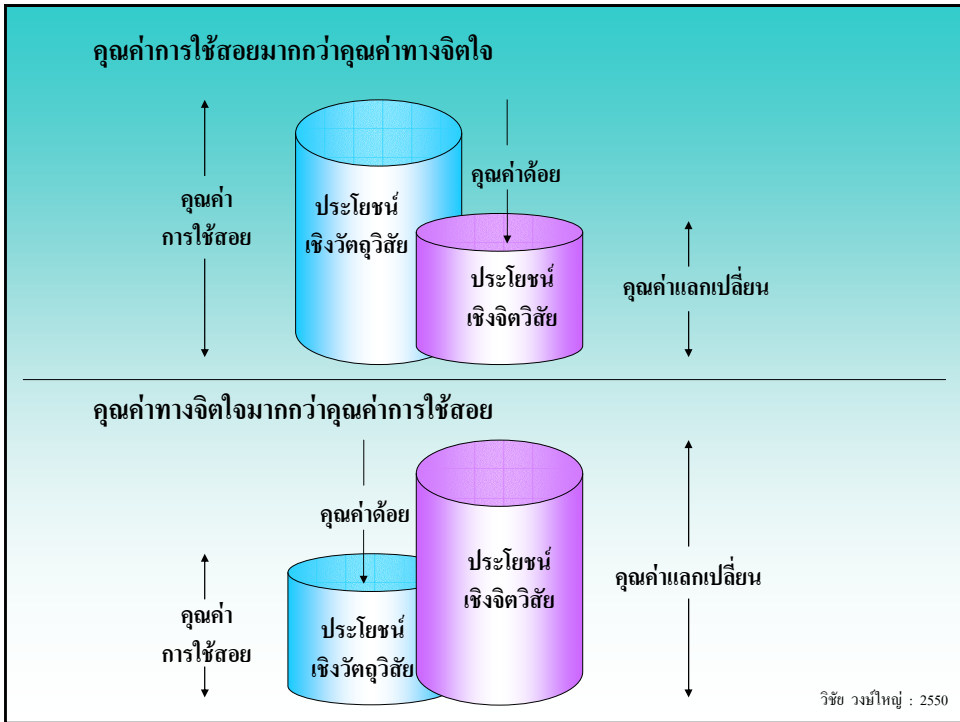 คุณค่าการใช้สอยมากกว่าคุณค่าทางจิตใจ
คุณค่าด้อย
คุณค่า
การใช้สอย
ประโยชน์
เชิงวัตถุวิสัย
ประโยชน์
เชิงจิตวิสัย
คุณค่าแลกเปลี่ยน
คุณค่าทางจิตใจมากกว่าคุณค่าการใช้สอย
คุณค่าด้อย
คุณค่า
การใช้สอย
ประโยชน์
เชิงวัตถุวิสัย
ประโยชน์
เชิงจิตวิสัย
คุณค่าแลกเปลี่ยน
วิชัย วงษ์ใหญ่ : 2550